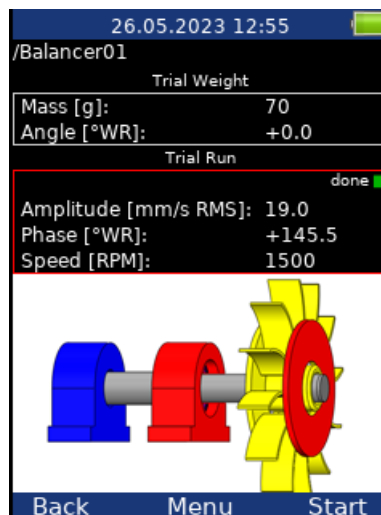 26.05.2023 12:55
/Balancer01
Trial Weight
Mass [g]: 70
Angle [°WR]: +0.0
Trial Run
done
Amplitude [mm/s RMS]: 19.0
Phase [°WR]: +145.5
Speed [RPM]: 1500
Back Menu Start